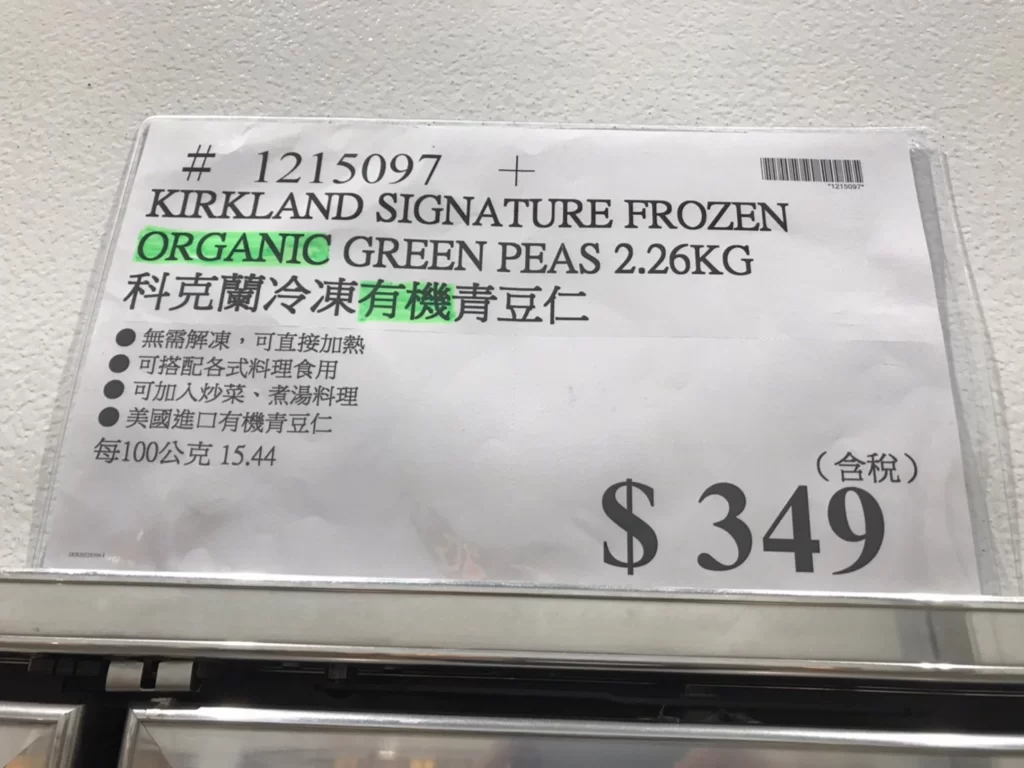 # 1215097 +
*1215097*
KIRKLAND SIGNATURE FROZEN
ORGANIC GREEN PEAS 2.26KG
科克蘭冷凍有機青豆仁
● 無需解凍，可直接加熱
● 可搭配各式料理食用
● 可加入炒菜、煮湯料理
● 美國進口有機青豆仁
每100公克 15.44
（含稅）
$ 349